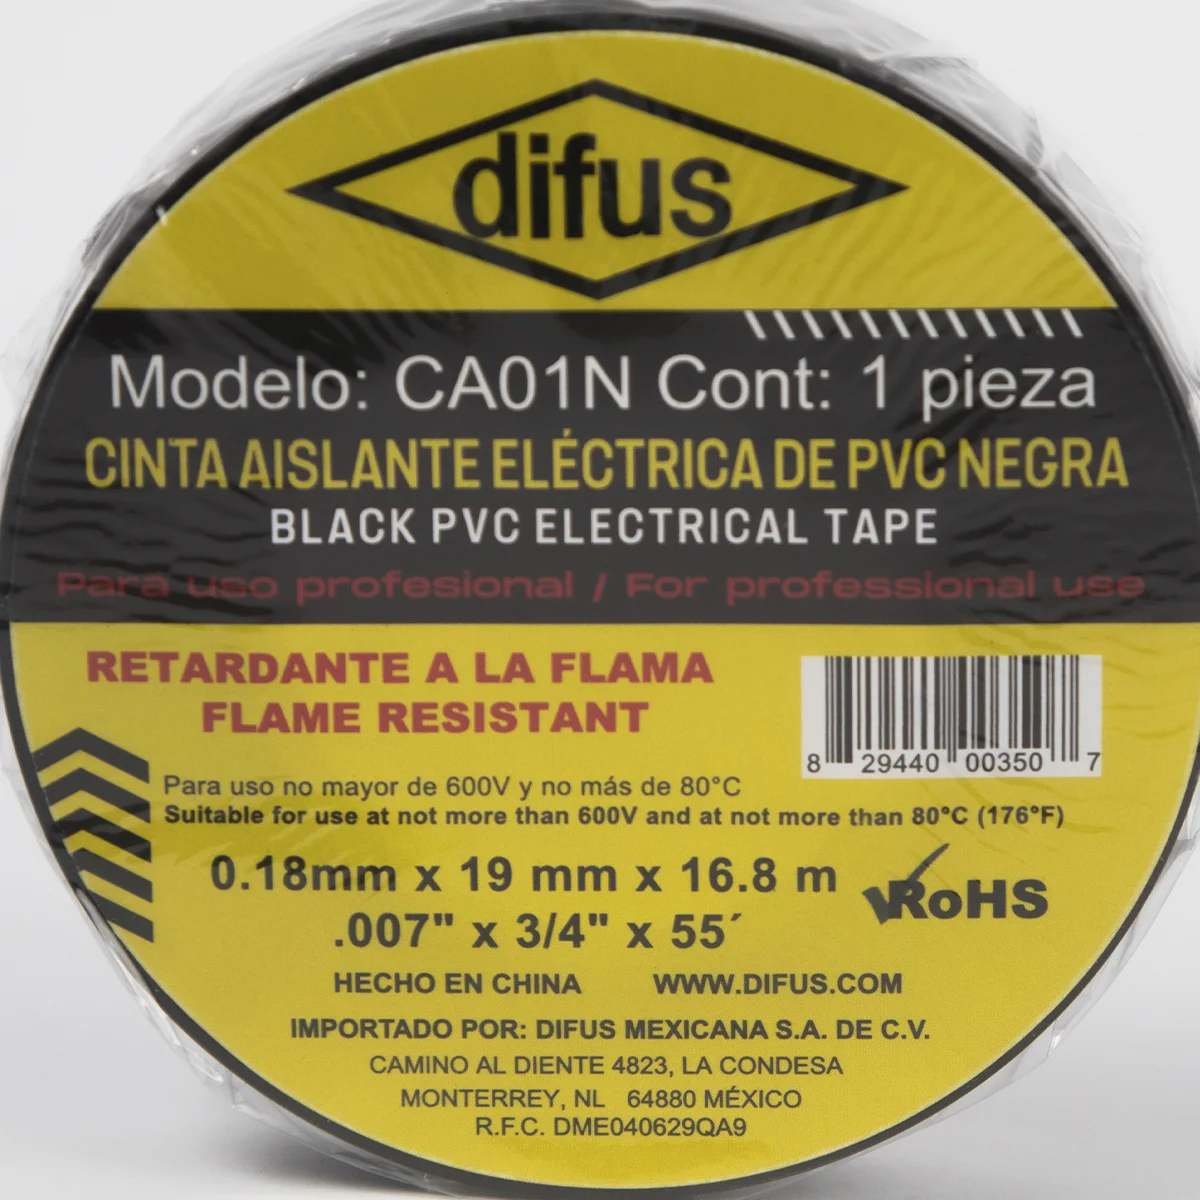 difus
Modelo: CA01N Cont: 1 pieza
CINTA AISLANTE ELÉCTRICA DE PVC NEGRA
BLACK PVC ELECTRICAL TAPE
Para uso profesional / For professional use
RETARDANTE A LA FLAMA
FLAME RESISTANT
8 29440 00350 7
Para uso no mayor de 600V y no más de 80°C
Suitable for use at not more than 600V and at not more than 80°C (176°F)
0.18mm x 19 mm x 16.8 m
.007" x 3/4" x 55´
RoHS
HECHO EN CHINA WWW.DIFUS.COM
IMPORTADO POR: DIFUS MEXICANA S.A. DE C.V.
CAMINO AL DIENTE 4823, LA CONDESA
MONTERREY, NL 64880 MÉXICO
R.F.C. DME040629QA9